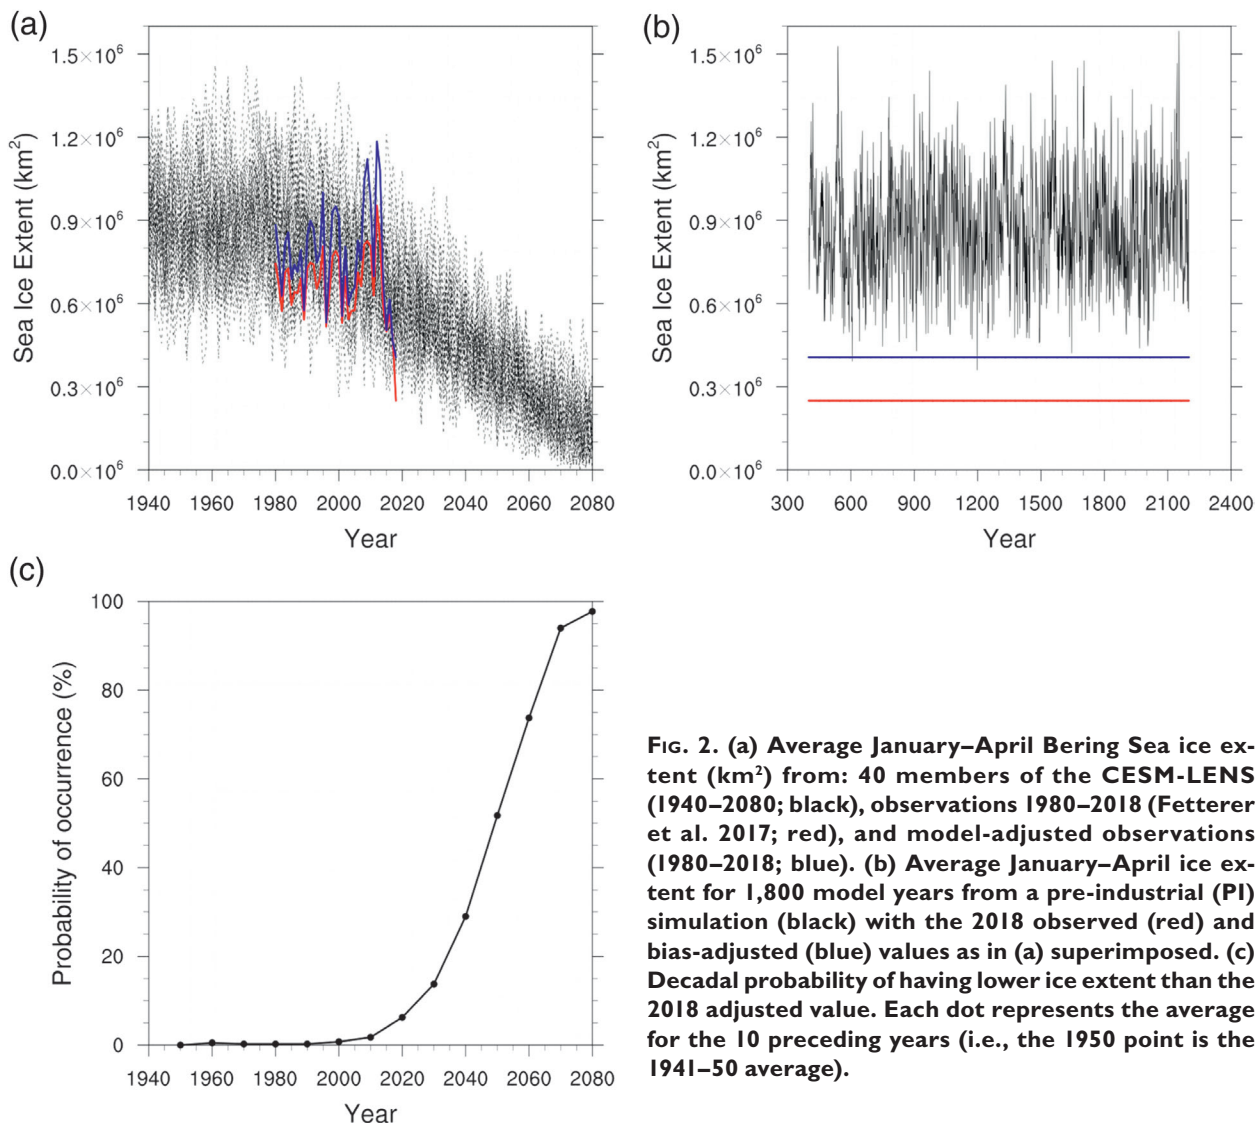 (a)
1.5×10⁶
1.2×10⁶
0.9×10⁶
0.6×10⁶
0.3×10⁶
0.0×10⁶
Sea Ice Extent (km²)
1940 1960 1980 2000 2020 2040 2060 2080
Year
(b)
1.5×10⁶
1.2×10⁶
0.9×10⁶
0.6×10⁶
0.3×10⁶
0.0×10⁶
Sea Ice Extent (km²)
300 600 900 1200 1500 1800 2100 2400
Year
(c)
100
80
60
40
20
0
Probability of occurrence (%)
1940 1960 1980 2000 2020 2040 2060 2080
Year
FIG. 2. (a) Average January–April Bering Sea ice ex-
tent (km²) from: 40 members of the CESM-LENS
(1940–2080; black), observations 1980–2018 (Fetterer
et al. 2017; red), and model-adjusted observations
(1980–2018; blue). (b) Average January–April ice ex-
tent for 1,800 model years from a pre-industrial (PI)
simulation (black) with the 2018 observed (red) and
bias-adjusted (blue) values as in (a) superimposed. (c)
Decadal probability of having lower ice extent than the
2018 adjusted value. Each dot represents the average
for the 10 preceding years (i.e., the 1950 point is the
1941–50 average).